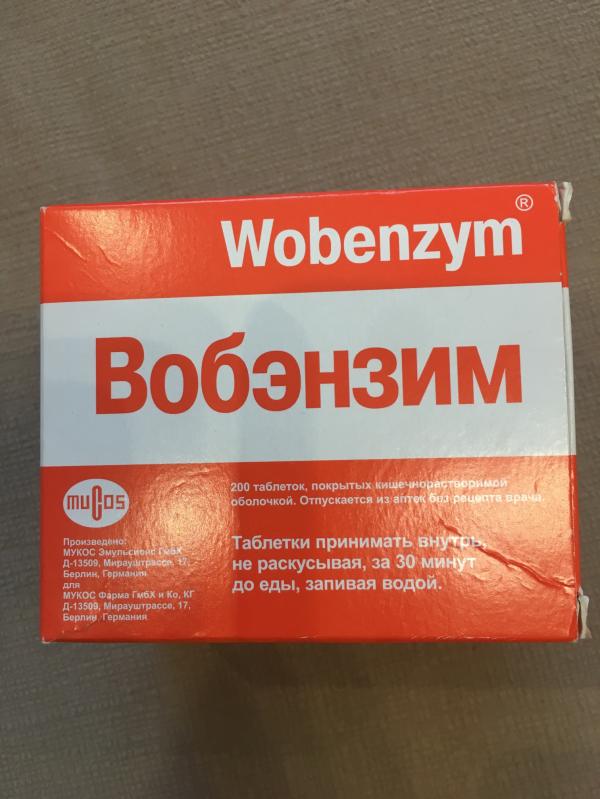 Wobenzym®
Вобэнзим
mucos
200 таблеток, покрытых кишечнорастворимой
оболочкой. Отпускается из аптек без рецепта врача.
Таблетки принимать внутрь,
не раскусывая, за 30 минут
до еды, запивая водой.
Произведено:
МУКОС Эмульсионс ГмбХ
Д-13509, Мирауштрассе, 17,
Берлин, Германия
для
МУКОС Фарма ГмбХ и Ко, КГ
Д-13509, Мирауштрассе, 17,
Берлин, Германия